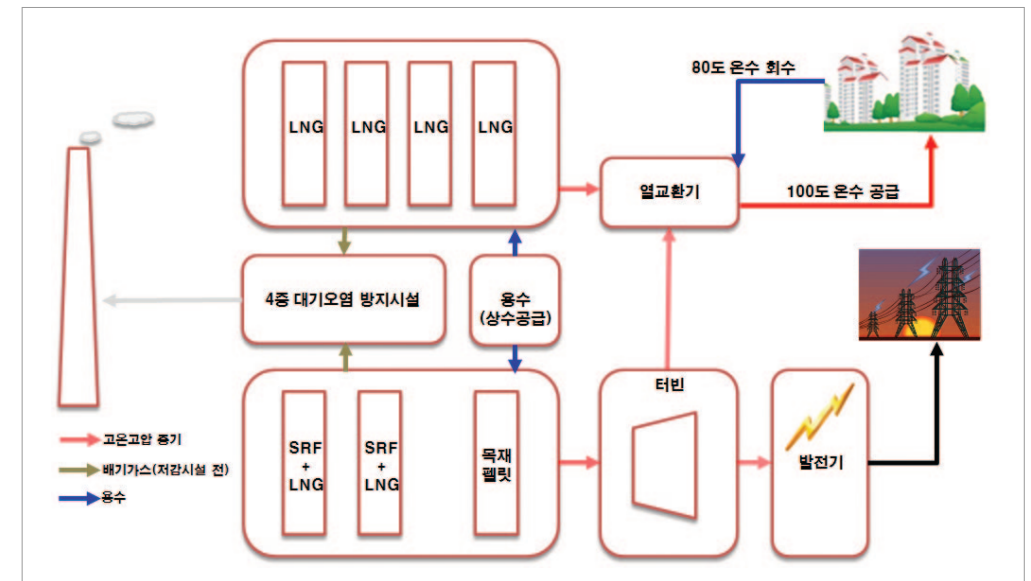 80도 온수 회수
LNG
LNG
LNG
LNG
열교환기
100도 온수 공급
4중 대기오염 방지시설
용수
(상수공급)
터빈
SRF
+
LNG
SRF
+
LNG
목재
펠릿
발전기
고온고압 증기
배기가스(저감시설 전)
용수